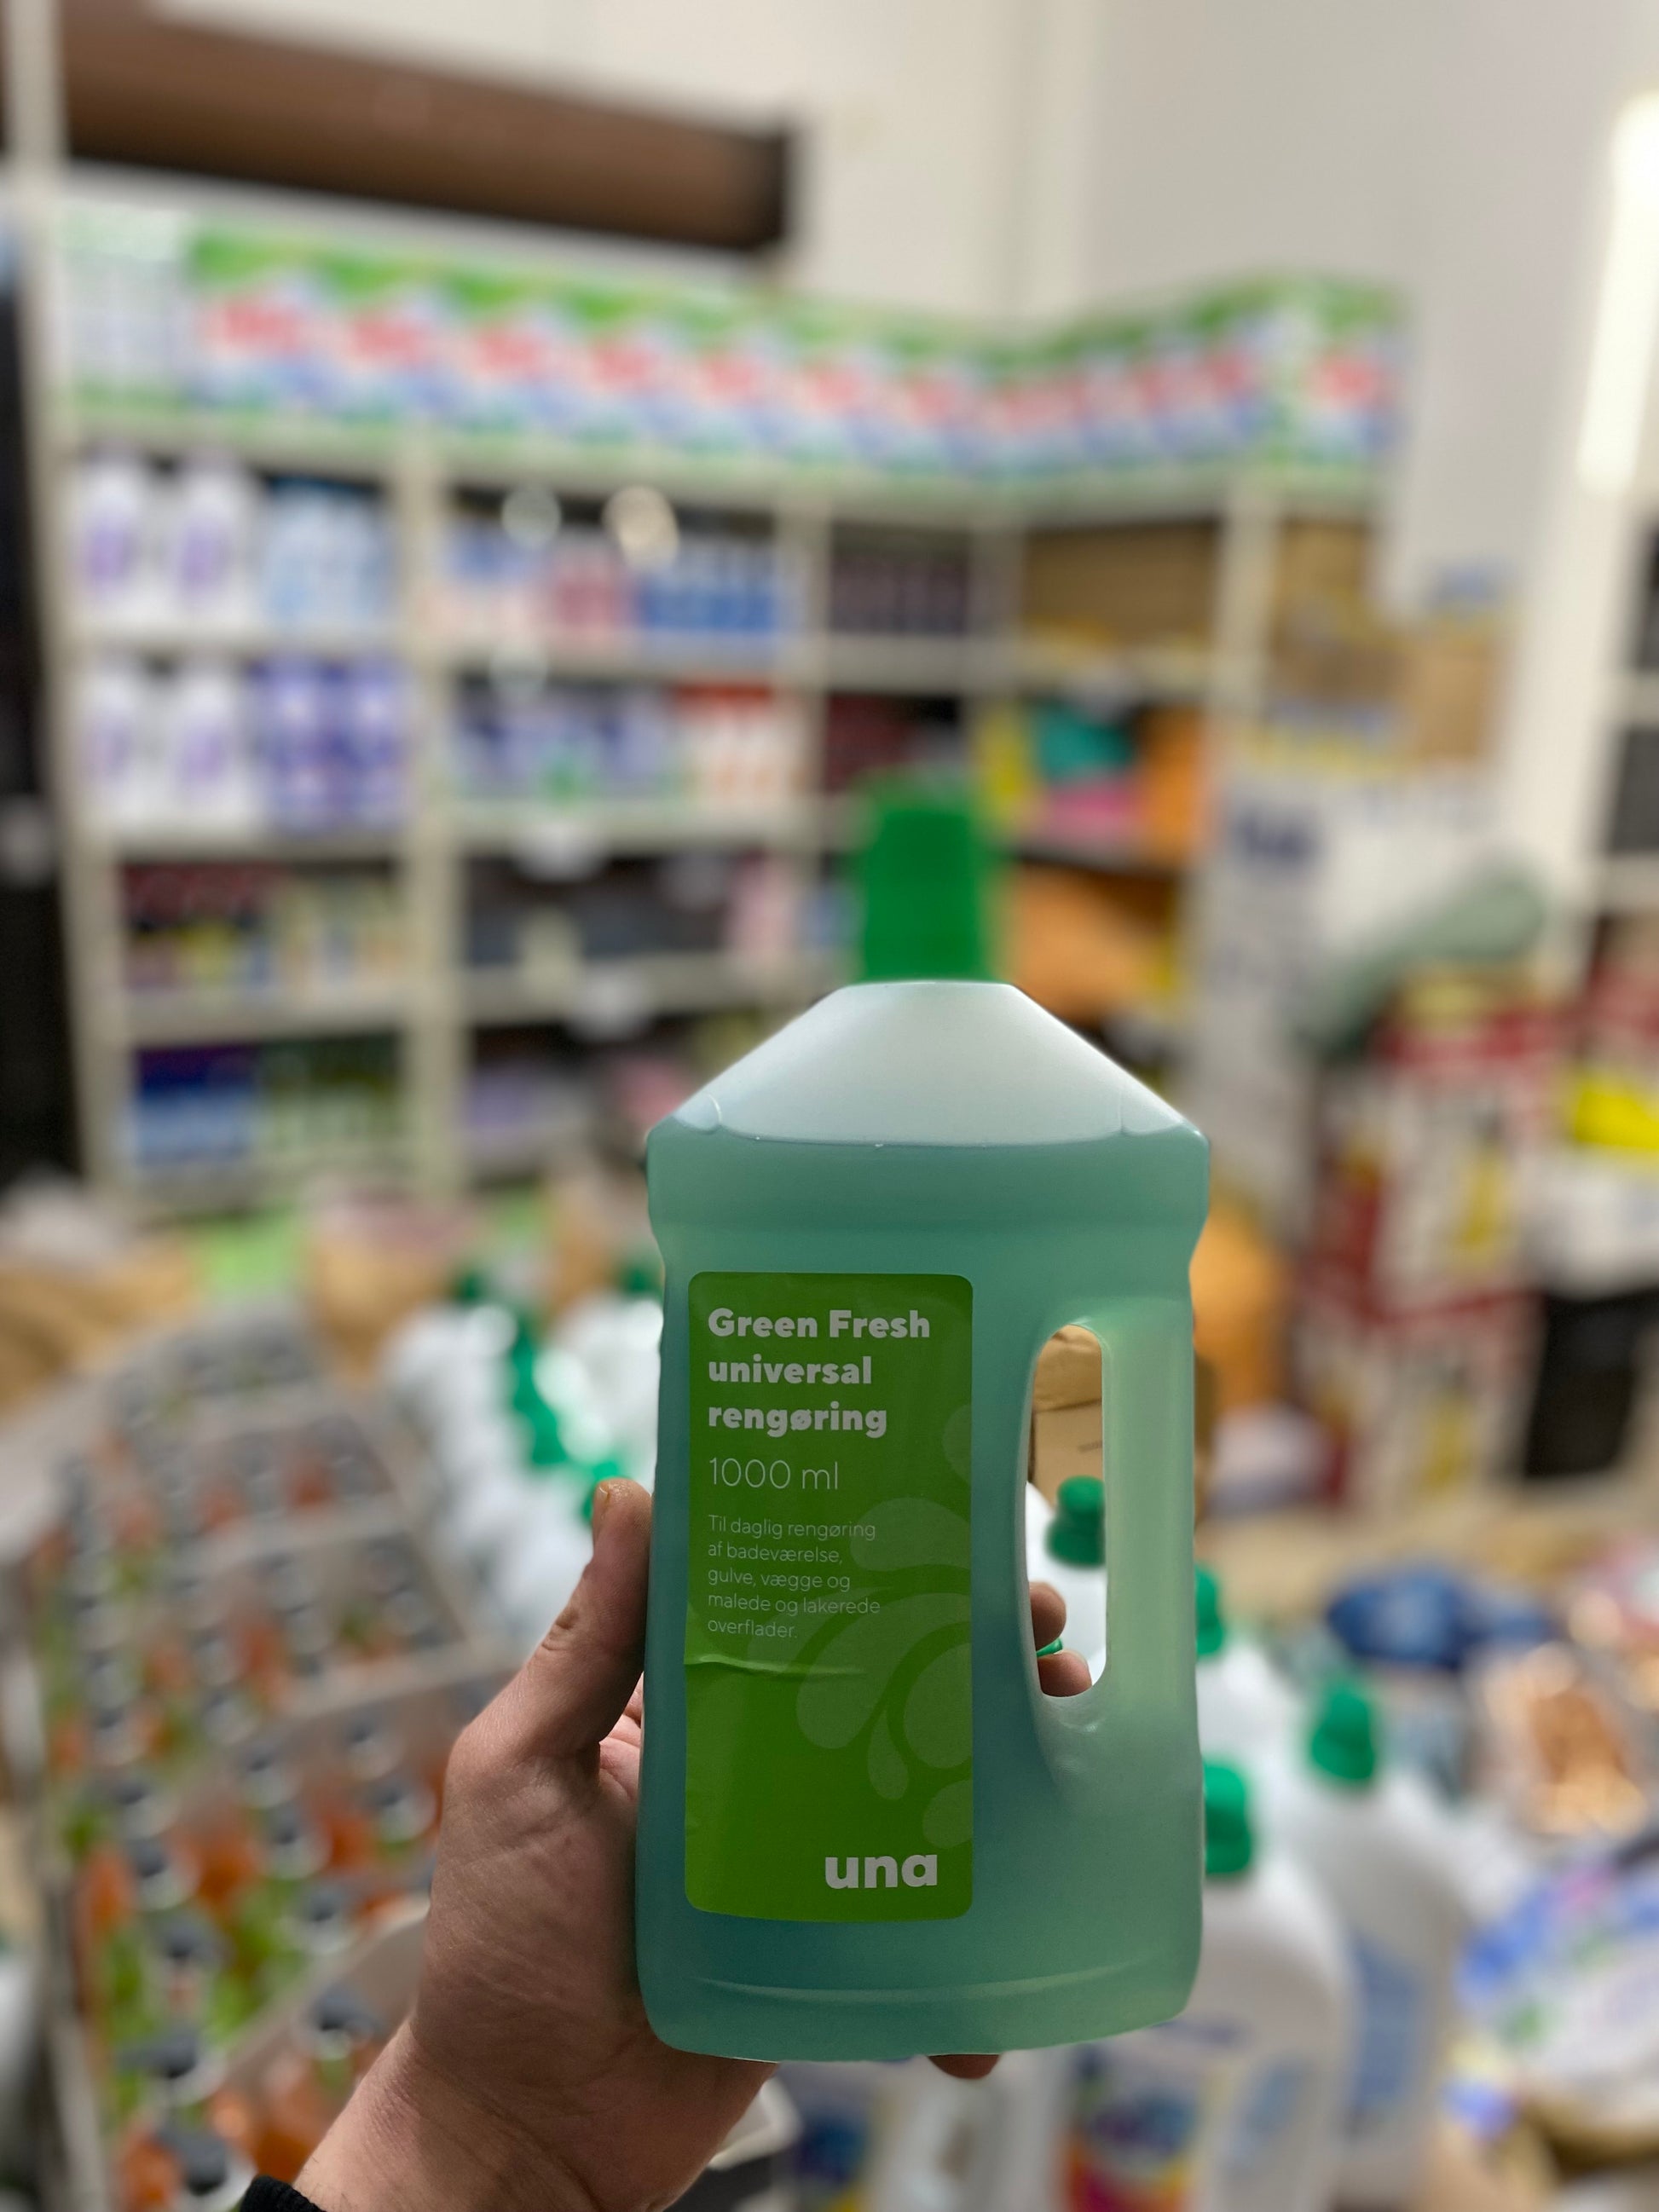 Green Fresh
universal
rengøring
1000 ml
Til daglig rengøring
af badeværelse,
gulve, vægge og
malede og lakerede
overflader.
una